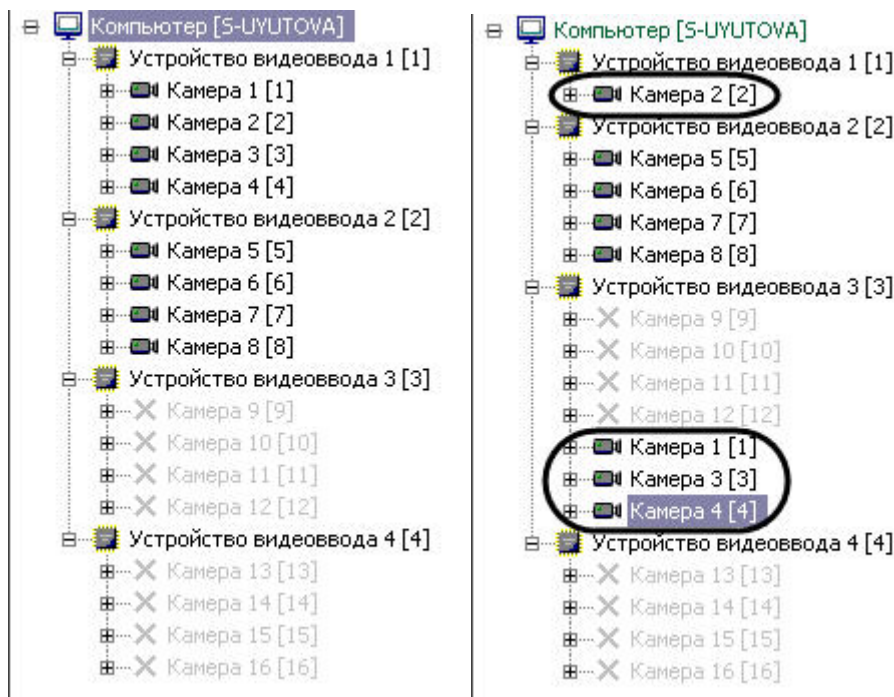 Компьютер [S-UYUTOVA]
Устройство видеоввода 1 [1]
Камера 1 [1]
Камера 2 [2]
Камера 3 [3]
Камера 4 [4]
Устройство видеоввода 2 [2]
Камера 5 [5]
Камера 6 [6]
Камера 7 [7]
Камера 8 [8]
Устройство видеоввода 3 [3]
Камера 9 [9]
Камера 10 [10]
Камера 11 [11]
Камера 12 [12]
Устройство видеоввода 4 [4]
Камера 13 [13]
Камера 14 [14]
Камера 15 [15]
Камера 16 [16]
Компьютер [S-UYUTOVA]
Устройство видеоввода 1 [1]
Камера 2 [2]
Устройство видеоввода 2 [2]
Камера 5 [5]
Камера 6 [6]
Камера 7 [7]
Камера 8 [8]
Устройство видеоввода 3 [3]
Камера 9 [9]
Камера 10 [10]
Камера 11 [11]
Камера 12 [12]
Камера 1 [1]
Камера 3 [3]
Камера 4 [4]
Устройство видеоввода 4 [4]
Камера 13 [13]
Камера 14 [14]
Камера 15 [15]
Камера 16 [16]